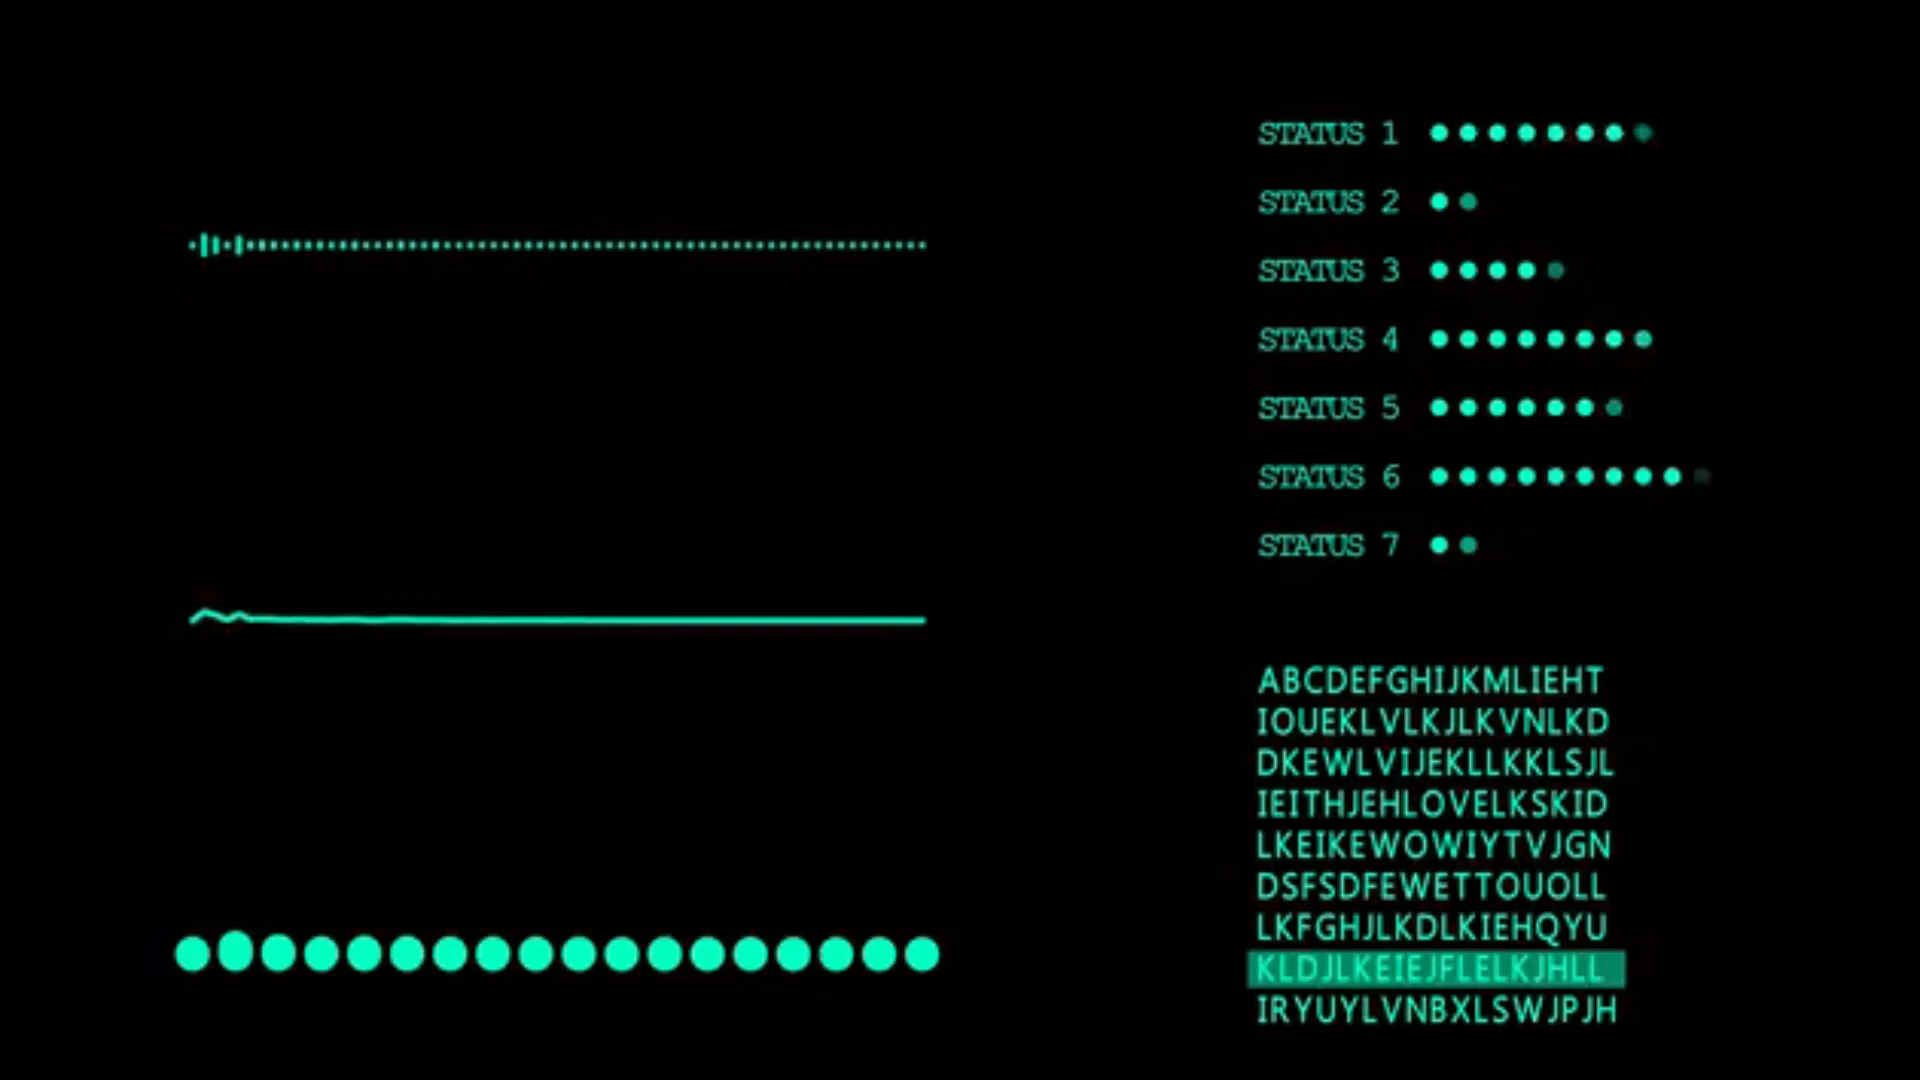 STATUS 1
STATUS 2
STATUS 3
STATUS 4
STATUS 5
STATUS 6
STATUS 7
ABCDEFGHIJKMLIEHT
IOUEKLVLKJLKVNLKD
DKEWLVIJEKLLKKLSJL
IEITHJEHLOVELKSKID
LKEIKEWOWIYTVJGN
DSFSDFEWETTOUOLL
LKFGHJLKDLKIEHQYU
KLDJLKEIEJFLELKJHLL
IRYUYLVNBXLSWJPJH